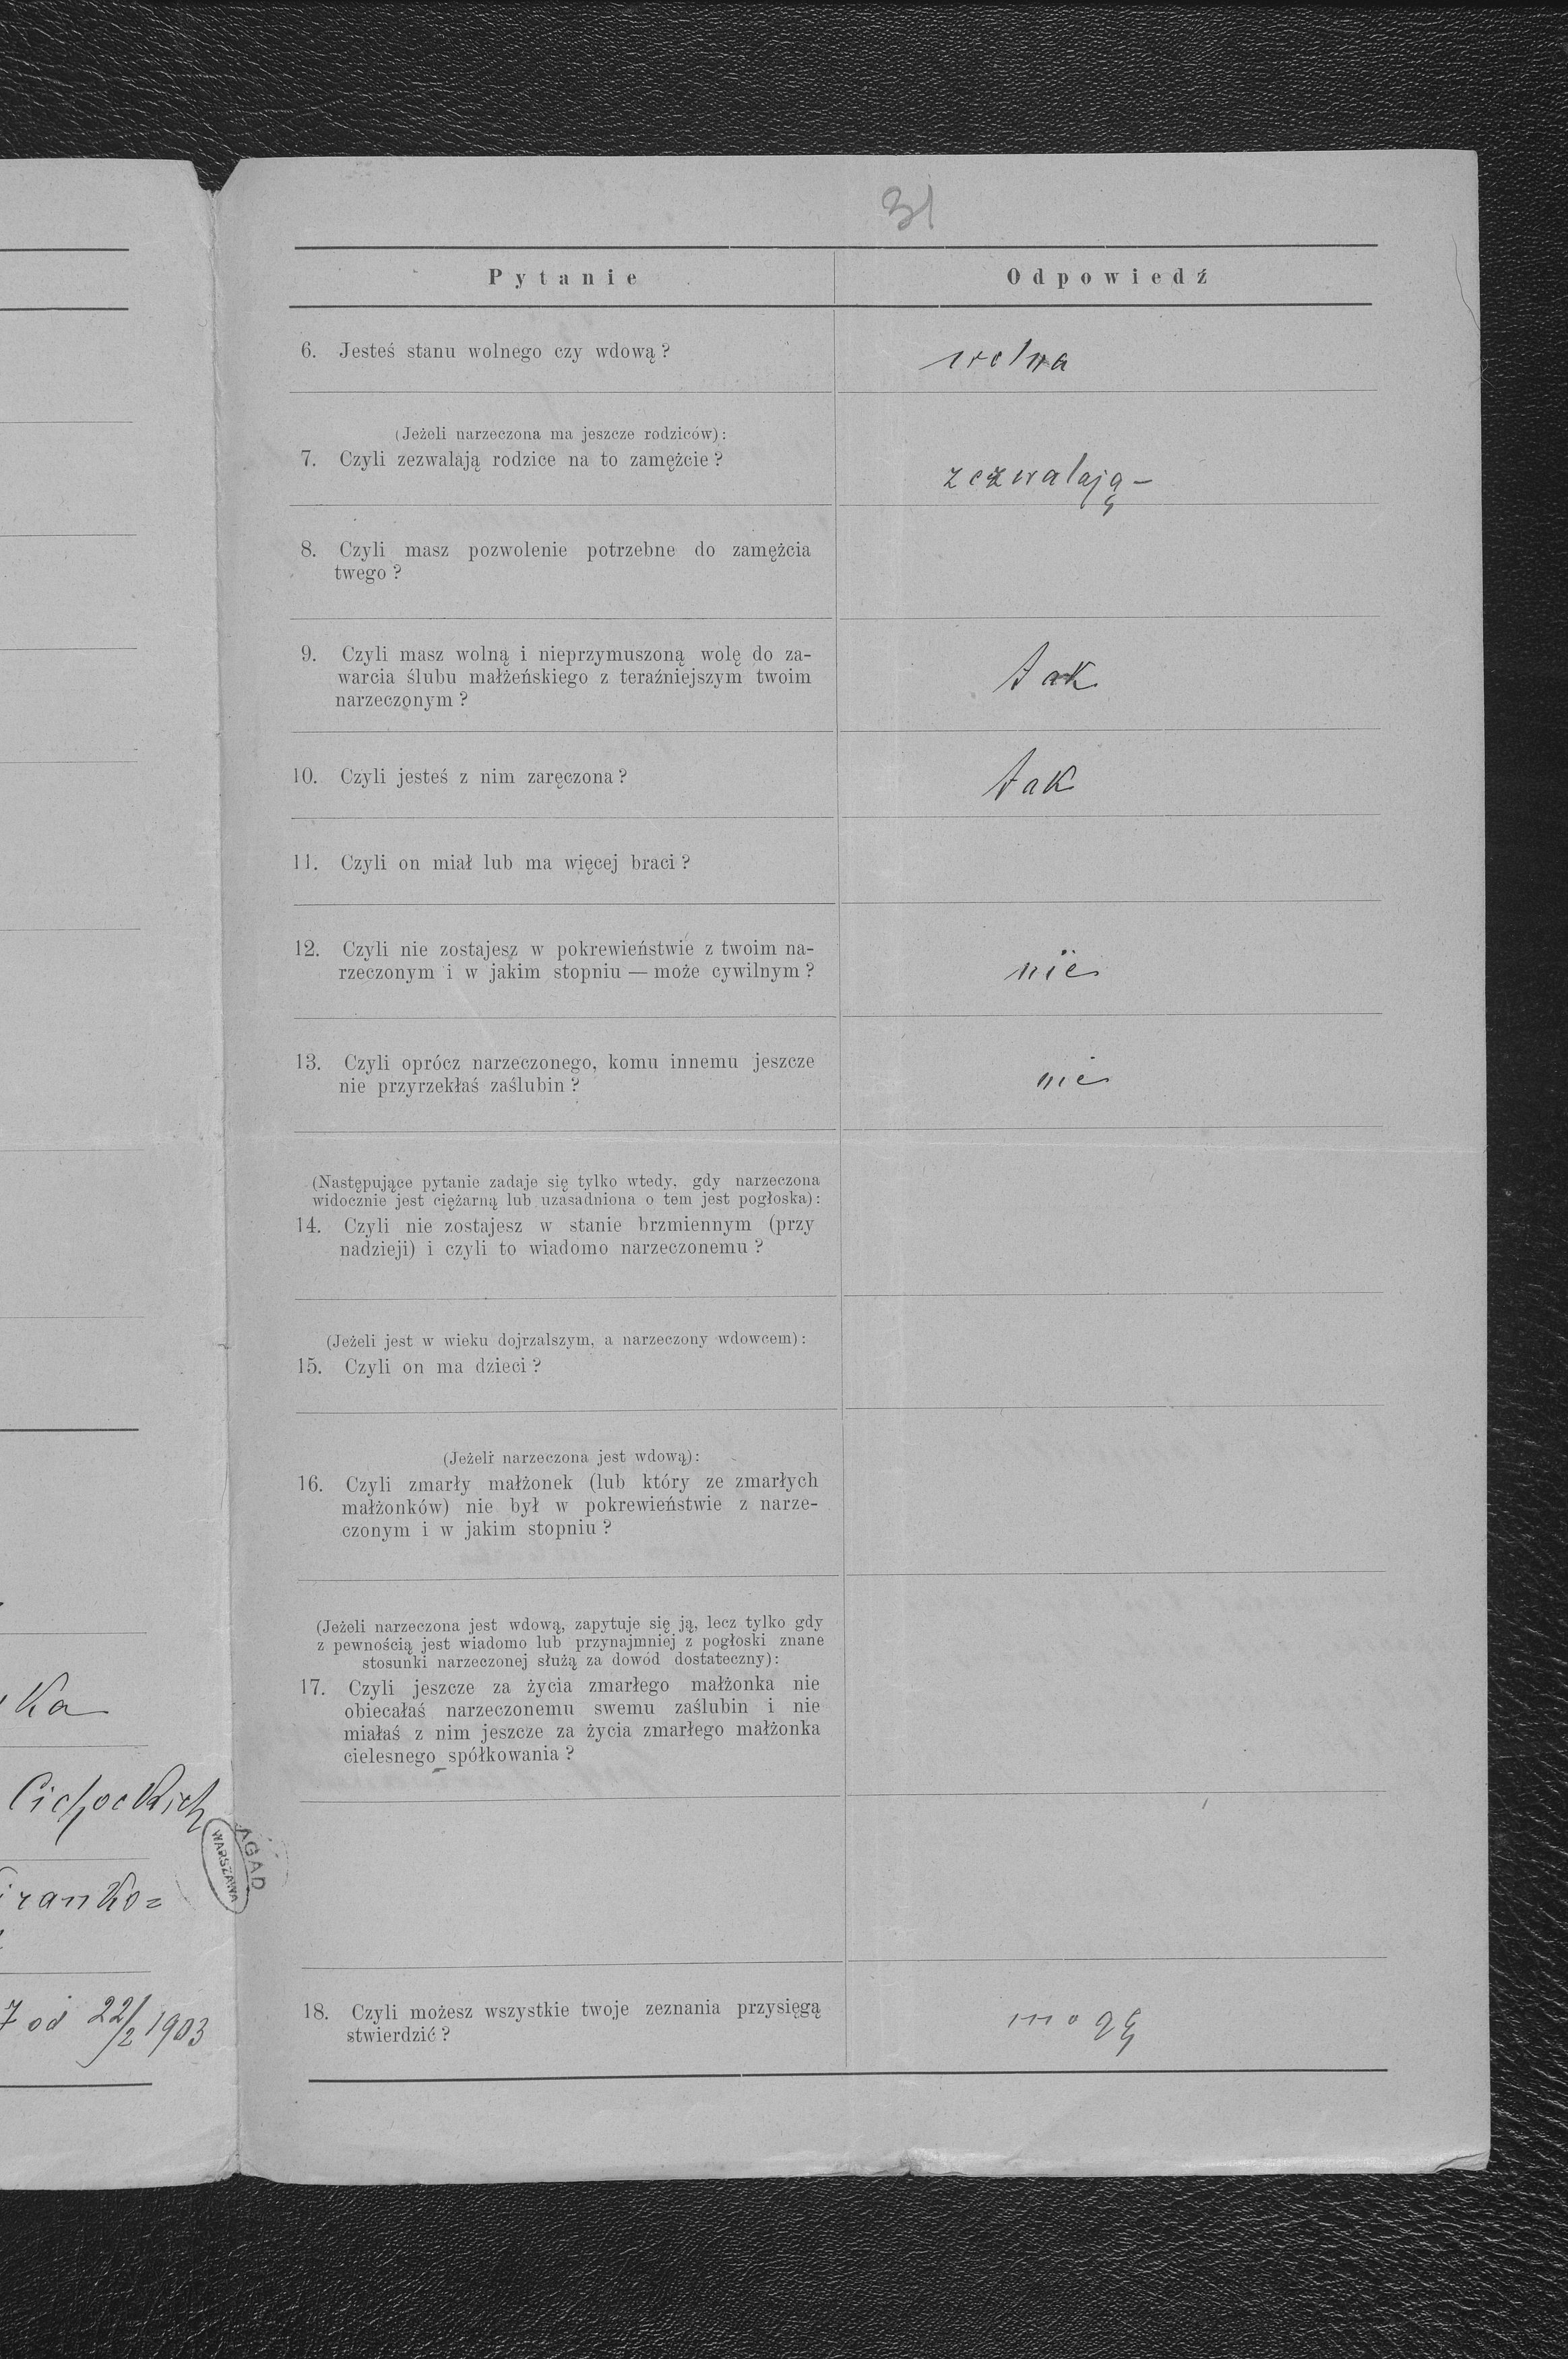 31
Pytanie
Odpowiedź
6. Jesteś stanu wolnego czy wdową?
wolna
(Jeżeli narzeczona ma jeszcze rodziców):
7. Czyli zezwalają rodzice na to zamężcie?
zezwalają –
8. Czyli masz pozwolenie potrzebne do zamężcia
twego?
9. Czyli masz wolną i nieprzymuszoną wolę do za-
warcia ślubu małżeńskiego z teraźniejszym twoim
narzeczonym?
tak
10. Czyli jesteś z nim zaręczona?
tak
11. Czyli on miał lub ma więcej braci?
12. Czyli nie zostajesz w pokrewieństwie z twoim na-
rzeczonym i w jakim stopniu — może cywilnym?
nie
13. Czyli oprócz narzeczonego, komu innemu jeszcze
nie przyrzekłaś zaślubin?
nie
(Następujące pytanie zadaje się tylko wtedy, gdy narzeczona
widocznie jest ciężarną lub uzasadniona o tem jest pogłoska):
14. Czyli nie zostajesz w stanie brzmiennym (przy
nadzieji) i czyli to wiadomo narzeczonemu?
(Jeżeli jest w wieku dojrzalszym, a narzeczony wdowcem):
15. Czyli on ma dzieci?
(Jeżeli narzeczona jest wdową):
16. Czyli zmarły małżonek (lub który ze zmarłych
małżonków) nie był w pokrewieństwie z narze-
czonym i w jakim stopniu?
(Jeżeli narzeczona jest wdową, zapytuje się ją, lecz tylko gdy
z pewnością jest wiadomo lub przynajmniej z pogłoski znane
stosunki narzeczonej służą za dowód dostateczny):
17. Czyli jeszcze za życia zmarłego małżonka nie
obiecałaś narzeczonemu swemu zaślubin i nie
miałaś z nim jeszcze za życia zmarłego małżonka
cielesnego spółkowania?
18. Czyli możesz wszystkie twoje zeznania przysięgą
stwierdzić?
mogę
ka
Cichockich
AGAD
WARSZAWA
7 od 22/2 1903